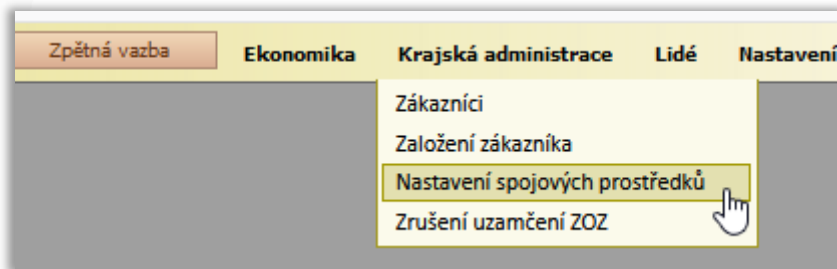 Zpětná vazba Ekonomika Krajská administrace Lidé Nastavení
Zákazníci
Založení zákazníka
Nastavení spojových prostředků
Zrušení uzamčení ZOZ